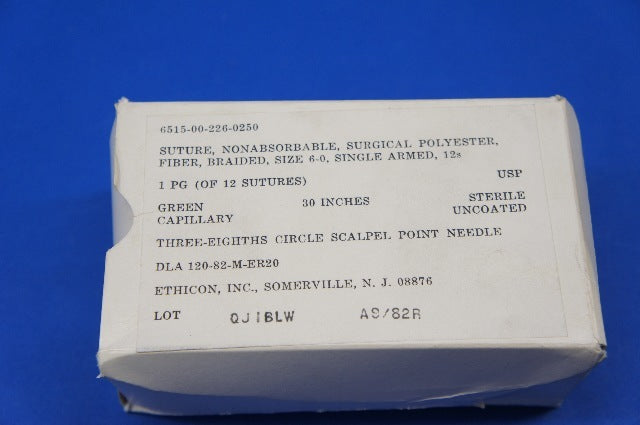 6515-00-226-0250
SUTURE, NONABSORBABLE, SURGICAL POLYESTER,
FIBER, BRAIDED, SIZE 6-0, SINGLE ARMED, 12s
1 PG (OF 12 SUTURES) USP
GREEN 30 INCHES STERILE
CAPILLARY UNCOATED
THREE-EIGHTHS CIRCLE SCALPEL POINT NEEDLE
DLA 120-82-M-ER20
ETHICON, INC., SOMERVILLE, N. J. 08876
LOT QJ1BLW A9/82R